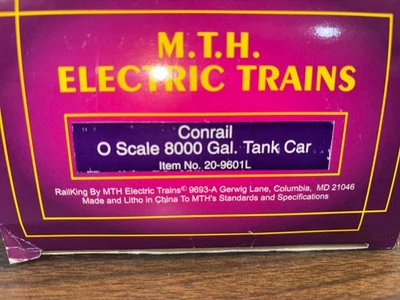 M.T.H.
ELECTRIC TRAINS
Conrail
O Scale 8000 Gal. Tank Car
Item No. 20-9601L
RailKing By MTH Electric Trains© 9693-A Gerwig Lane, Columbia, MD 21046
Made and Litho in China To MTH's Standards and Specifications